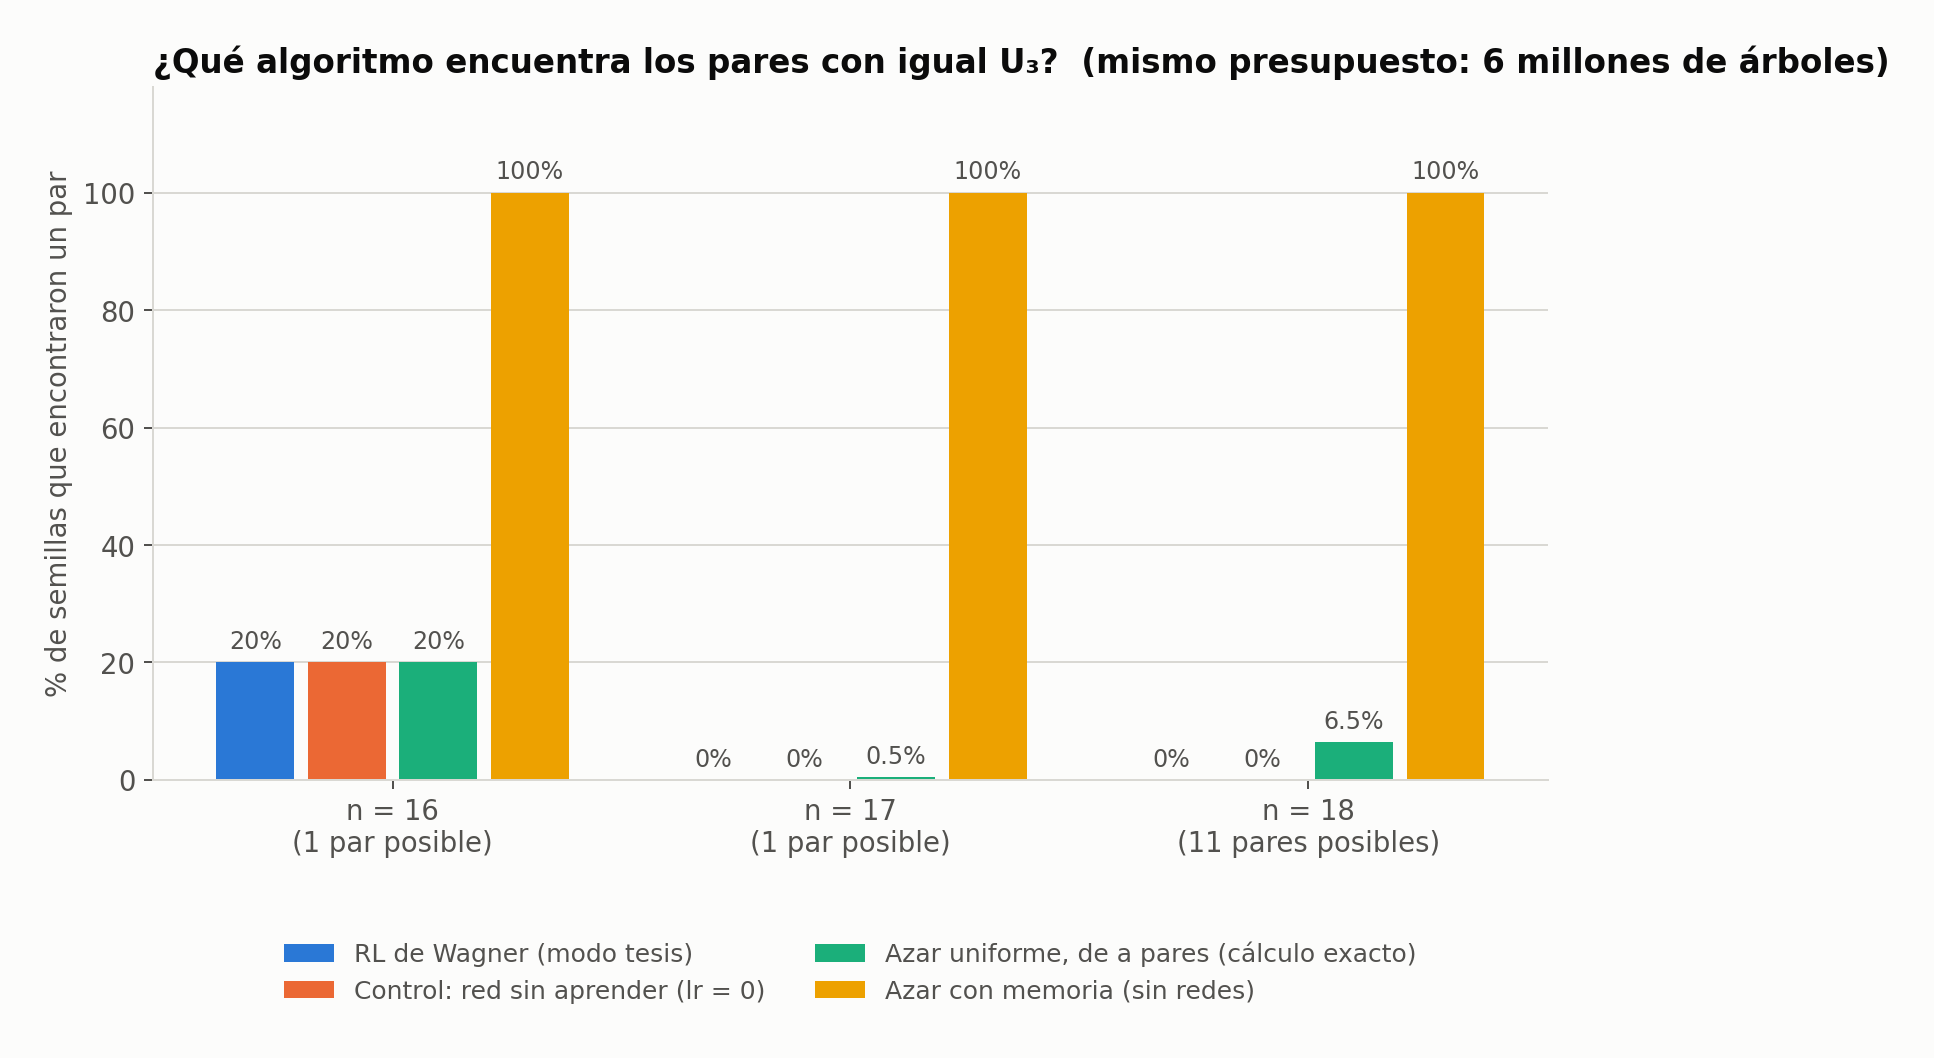 ¿Qué algoritmo encuentra los pares con igual U₃?  (mismo presupuesto: 6 millones de árboles)
% de semillas que encontraron un par
100
80
60
40
20
0
20%
20%
20%
100%
0%
0%
0.5%
100%
0%
0%
6.5%
100%
n = 16
(1 par posible)
n = 17
(1 par posible)
n = 18
(11 pares posibles)
RL de Wagner (modo tesis)
Control: red sin aprender (lr = 0)
Azar uniforme, de a pares (cálculo exacto)
Azar con memoria (sin redes)